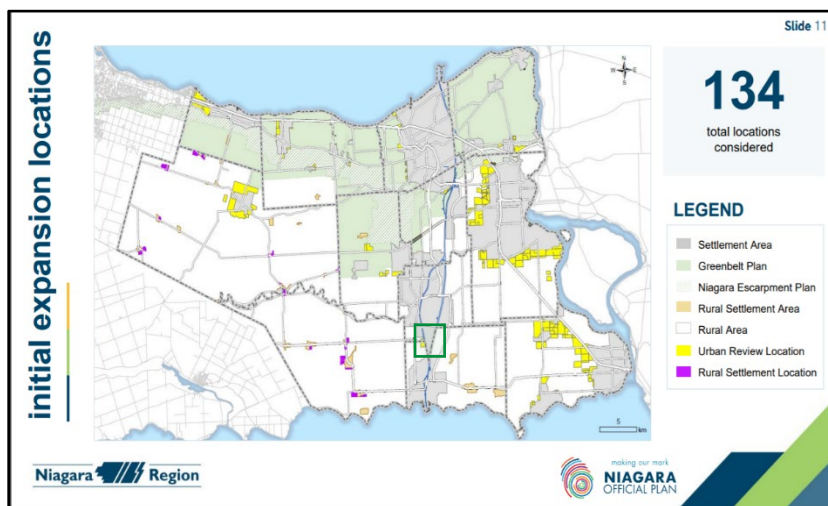 Slide 11
initial expansion locations
N
W E
S
134
total locations
considered
LEGEND
Settlement Area
Greenbelt Plan
Niagara Escarpment Plan
Rural Settlement Area
Rural Area
Urban Review Location
Rural Settlement Location
5
km
Niagara Region
making our mark
NIAGARA
OFFICIAL PLAN